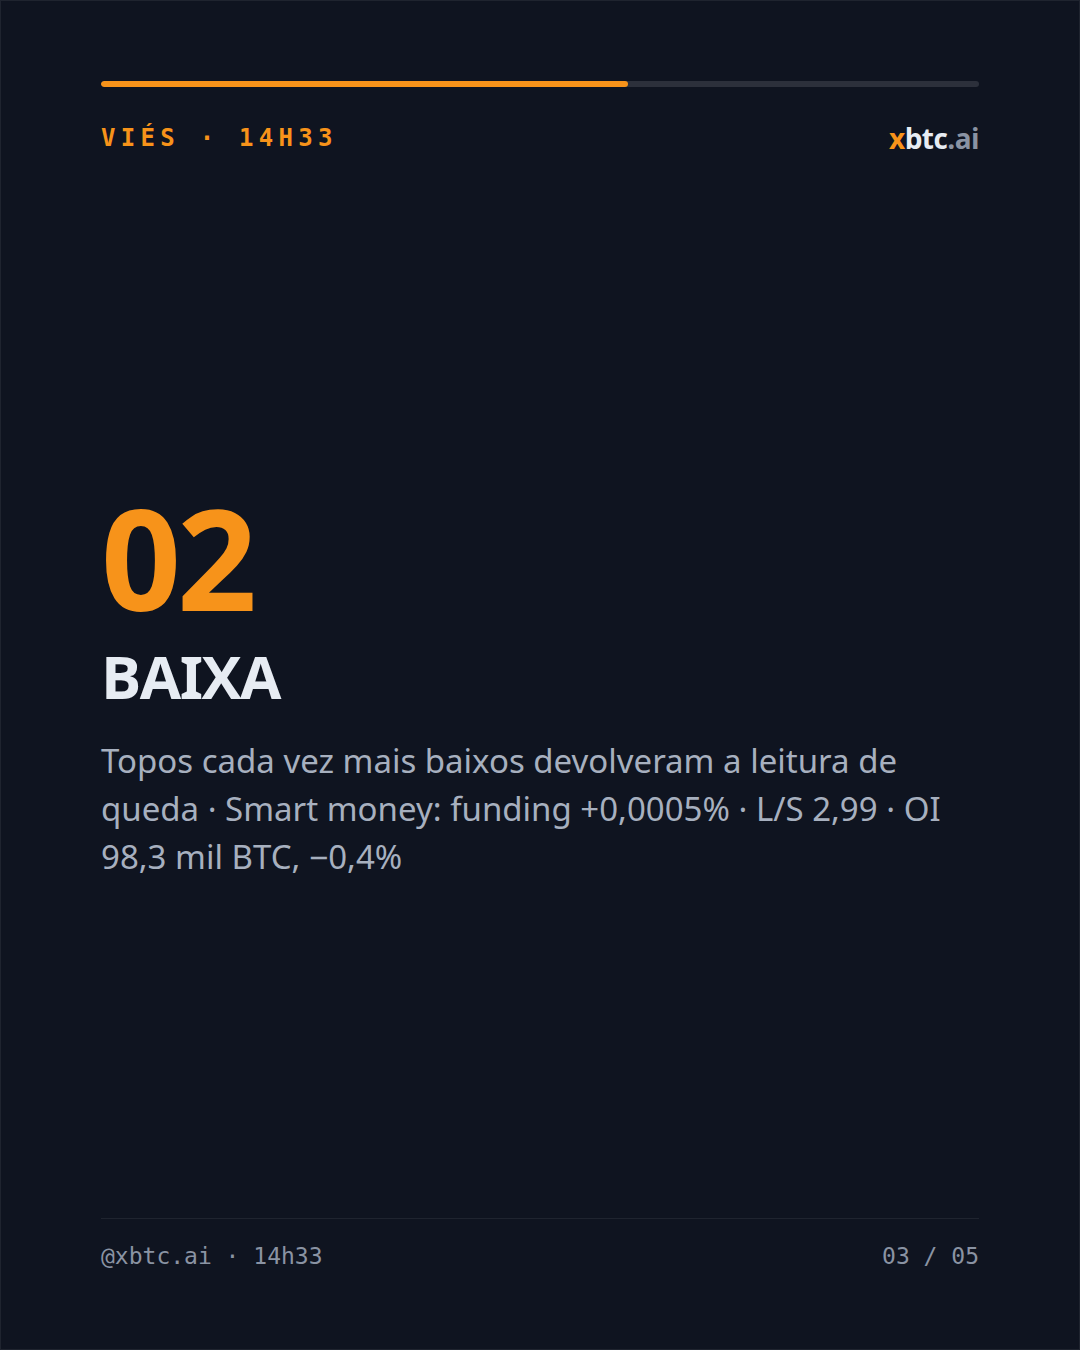 VIÉS · 14H33
xbtc.ai
02
BAIXA
Topos cada vez mais baixos devolveram a leitura de
queda · Smart money: funding +0,0005% · L/S 2,99 · OI
98,3 mil BTC, −0,4%
@xbtc.ai · 14h33
03 / 05